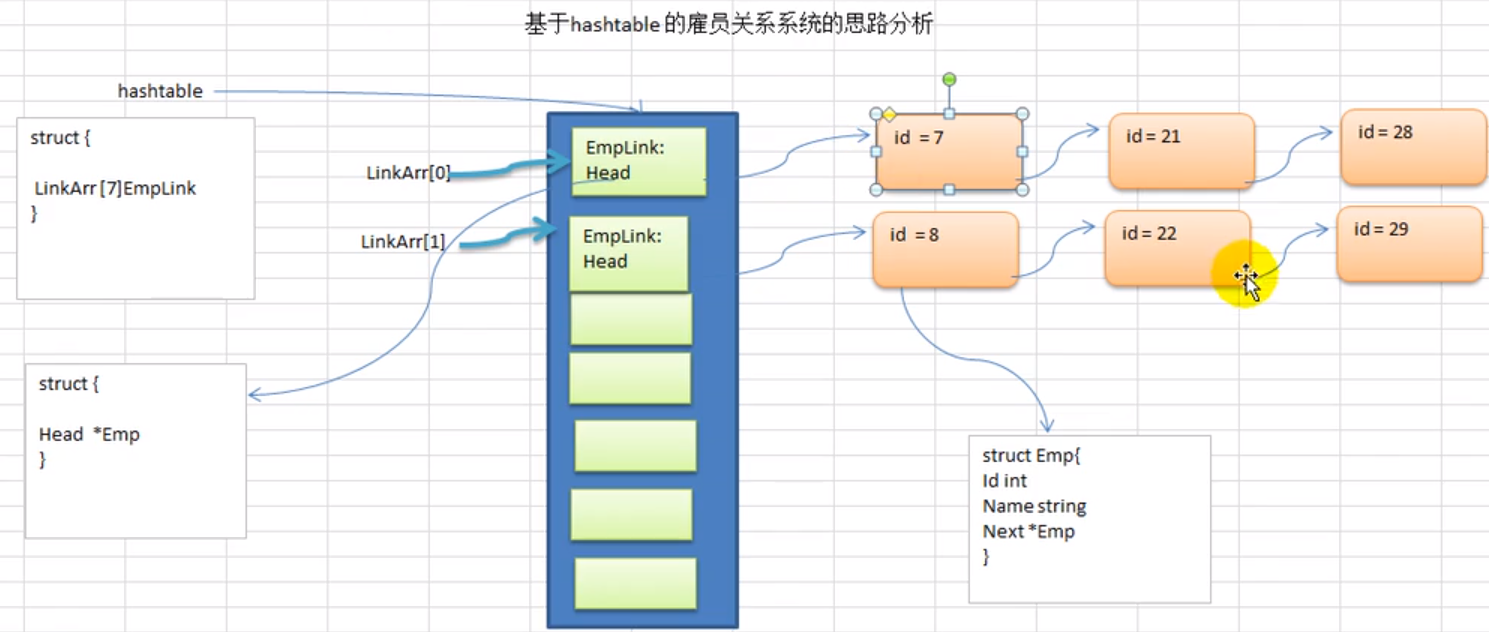 基于hashtable 的雇员关系系统的思路分析
hashtable
struct {
LinkArr [7]EmpLink
}
LinkArr[0]
EmpLink:
Head
id = 7
id = 21
id = 28
LinkArr[1]
EmpLink:
Head
id = 8
id = 22
id = 29
struct {
Head *Emp
}
struct Emp{
Id int
Name string
Next *Emp
}